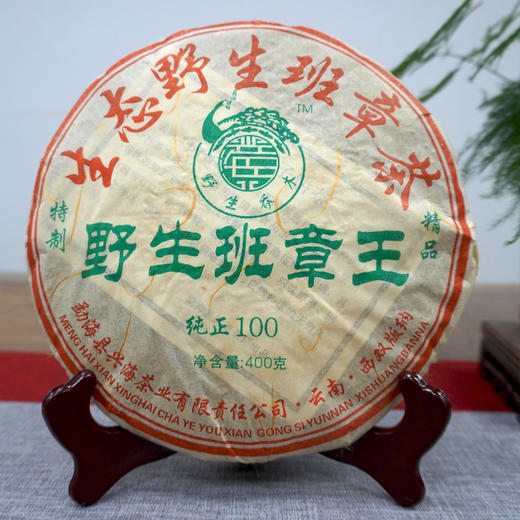 生态野生班章茶
TM
野生乔木
特制
精品
野生班章王
纯正100
净含量:400克
勐海县兴海茶业有限责任公司·云南·西双版纳
MENG HAI XIAN XINGHAI CHA YE YOU XIAN GONG SI YUNNAN XISHUANGBANNA